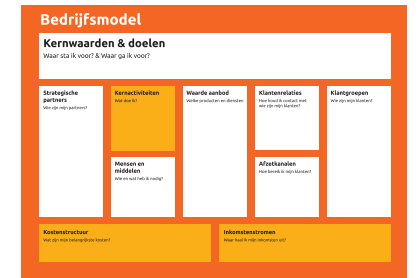 Bedrijfsmodel
Kernwaarden & doelen
Waar sta ik voor? & Waar ga ik voor?
Strategische
partners
Wie zijn mijn partners?
Kernactiviteiten
Wat doe ik?
Mensen en
middelen
Wie en wat heb ik nodig?
Waarde aanbod
Welke producten en diensten
Klantenrelaties
Hoe houd ik contact met
wie zijn mijn klanten?
Afzetkanalen
Hoe bereik ik mijn klanten?
Klantgroepen
Wie zijn mijn klanten?
Kostenstructuur
Wat zijn mijn belangrijkste kosten?
Inkomstenstromen
Waar haal ik mijn inkomsten uit?